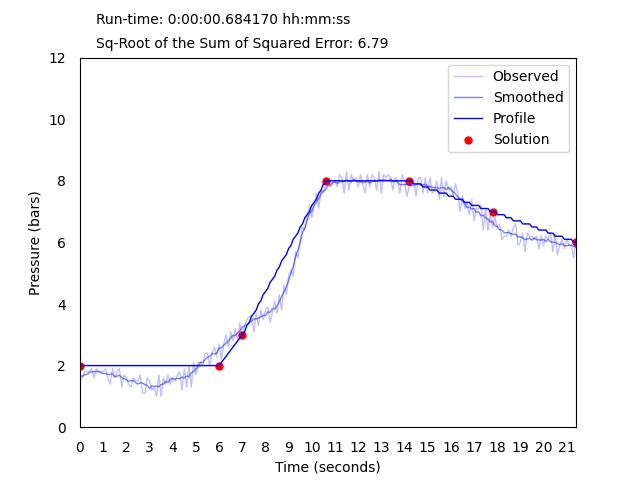 Run-time: 0:00:00.684170 hh:mm:ss
Sq-Root of the Sum of Squared Error: 6.79
12
10
8
6
4
2
0
Pressure (bars)
Observed
Smoothed
Profile
Solution
0 1 2 3 4 5 6 7 8 9 10 11 12 13 14 15 16 17 18 19 20 21
Time (seconds)